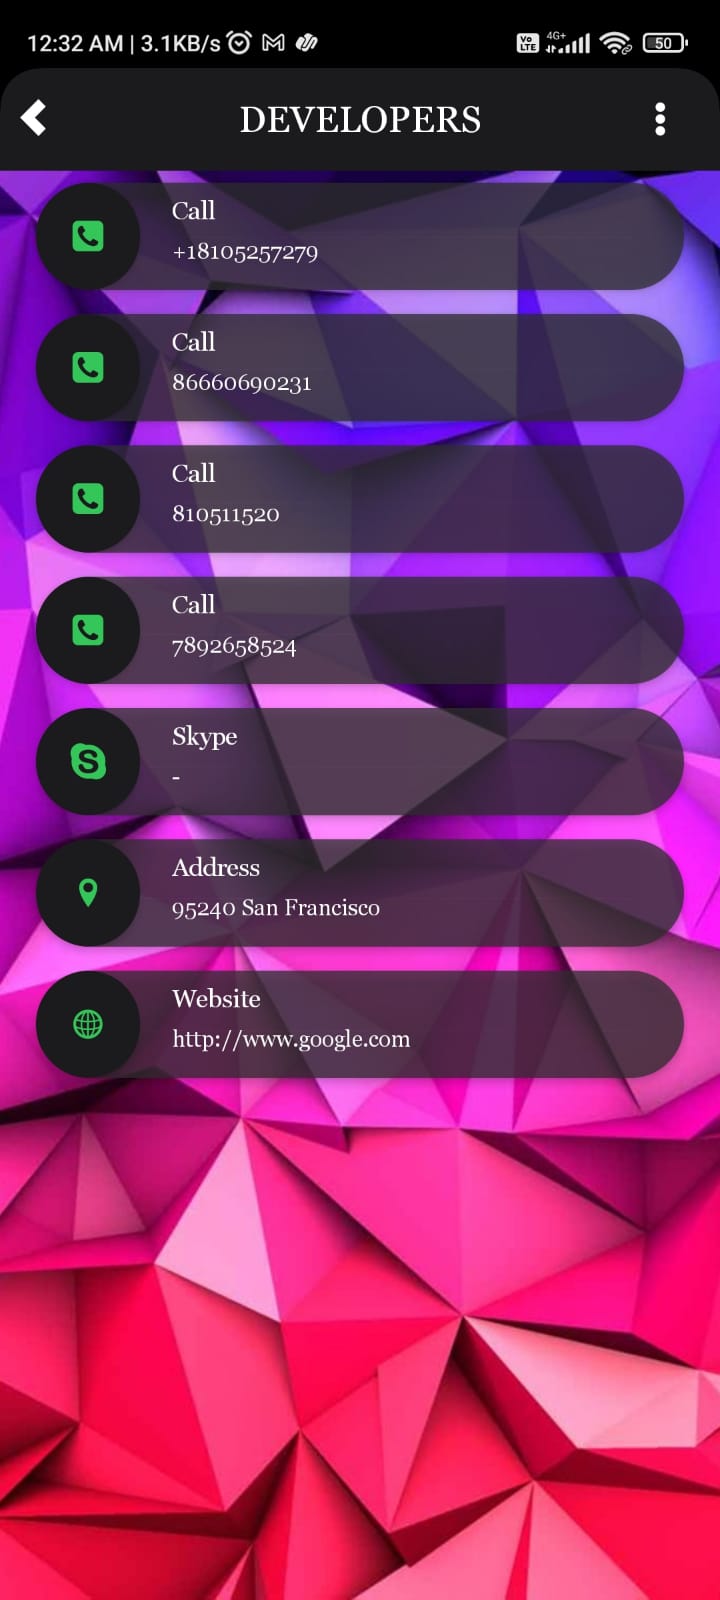 12:32 AM | 3.1KB/s
Vo LTE 4G+ 50
DEVELOPERS
Call
+18105257279
Call
86660690231
Call
810511520
Call
7892658524
Skype
-
Address
95240 San Francisco
Website
http://www.google.com